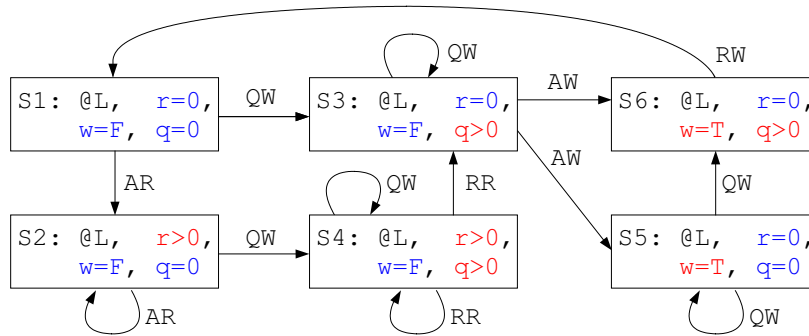 RW
QW
S1: @L, r=0,
w=F, q=0
QW
S3: @L, r=0,
w=F, q>0
AW
S6: @L, r=0,
w=T, q>0
AW
AR
QW
RR
QW
S2: @L, r>0,
w=F, q=0
QW
S4: @L, r>0,
w=F, q>0
S5: @L, r=0,
w=T, q=0
AR
RR
QW